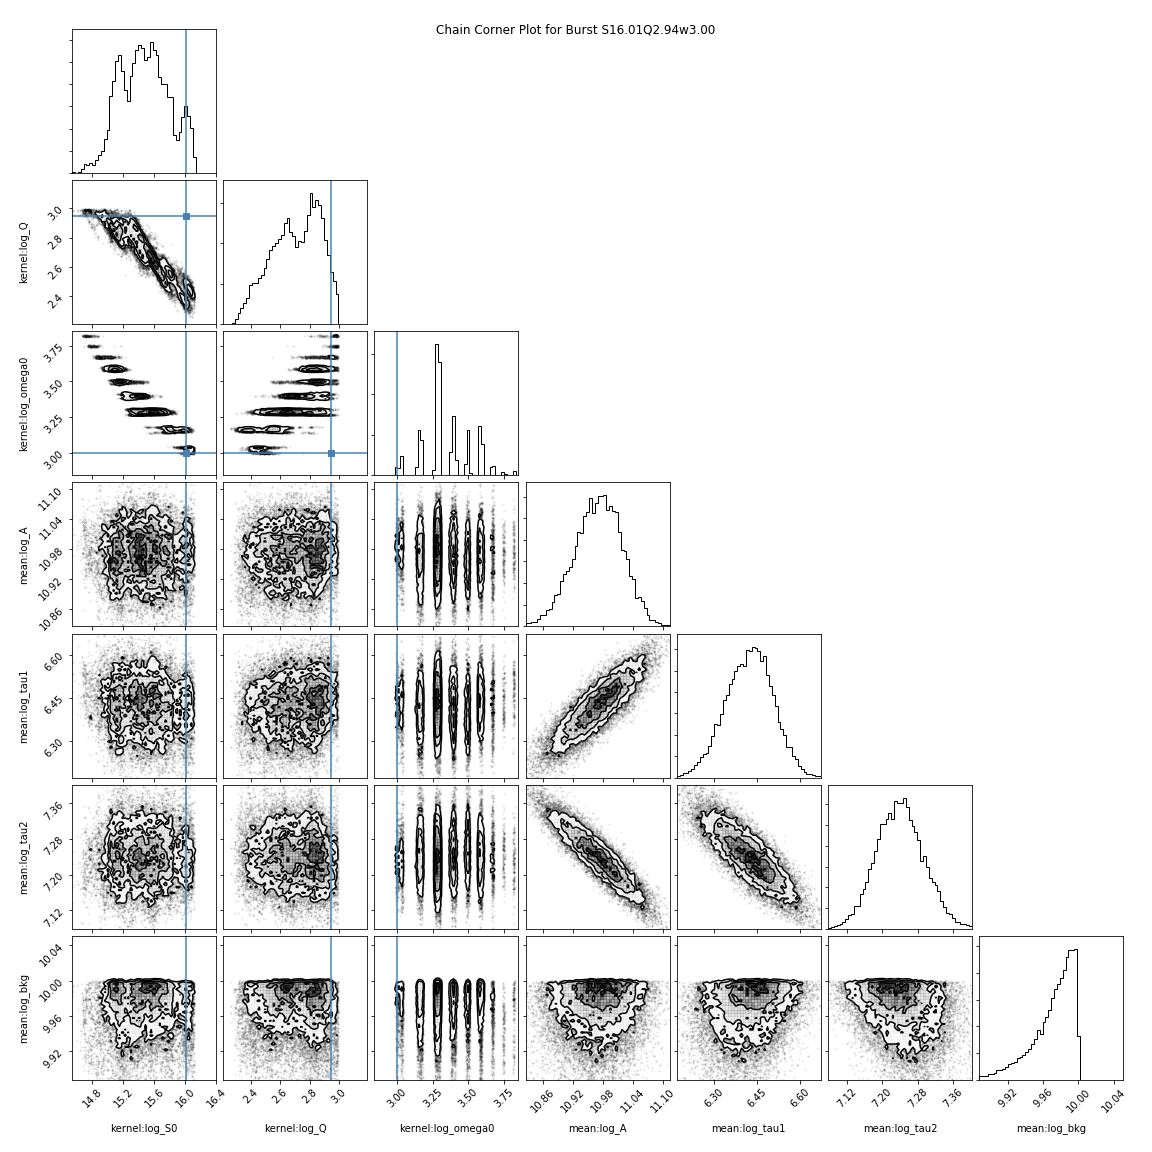 Chain Corner Plot for Burst S16.01Q2.94w3.00
kernel:log_Q
3.0
2.8
2.6
2.4
kernel:log_omega0
3.75
3.50
3.25
3.00
mean:log_A
11.10
11.04
10.98
10.92
10.86
mean:log_tau1
6.60
6.45
6.30
mean:log_tau2
7.36
7.28
7.20
7.12
mean:log_bkg
10.04
10.00
9.96
9.92
14.8 15.2 15.6 16.0 16.4 2.4 2.6 2.8 3.0 3.00 3.25 3.50 3.75 10.86 10.92 10.98 11.04 11.10 6.30 6.45 6.60 7.12 7.20 7.28 7.36 9.92 9.96 10.00 10.04
kernel:log_S0 kernel:log_Q kernel:log_omega0 mean:log_A mean:log_tau1 mean:log_tau2 mean:log_bkg